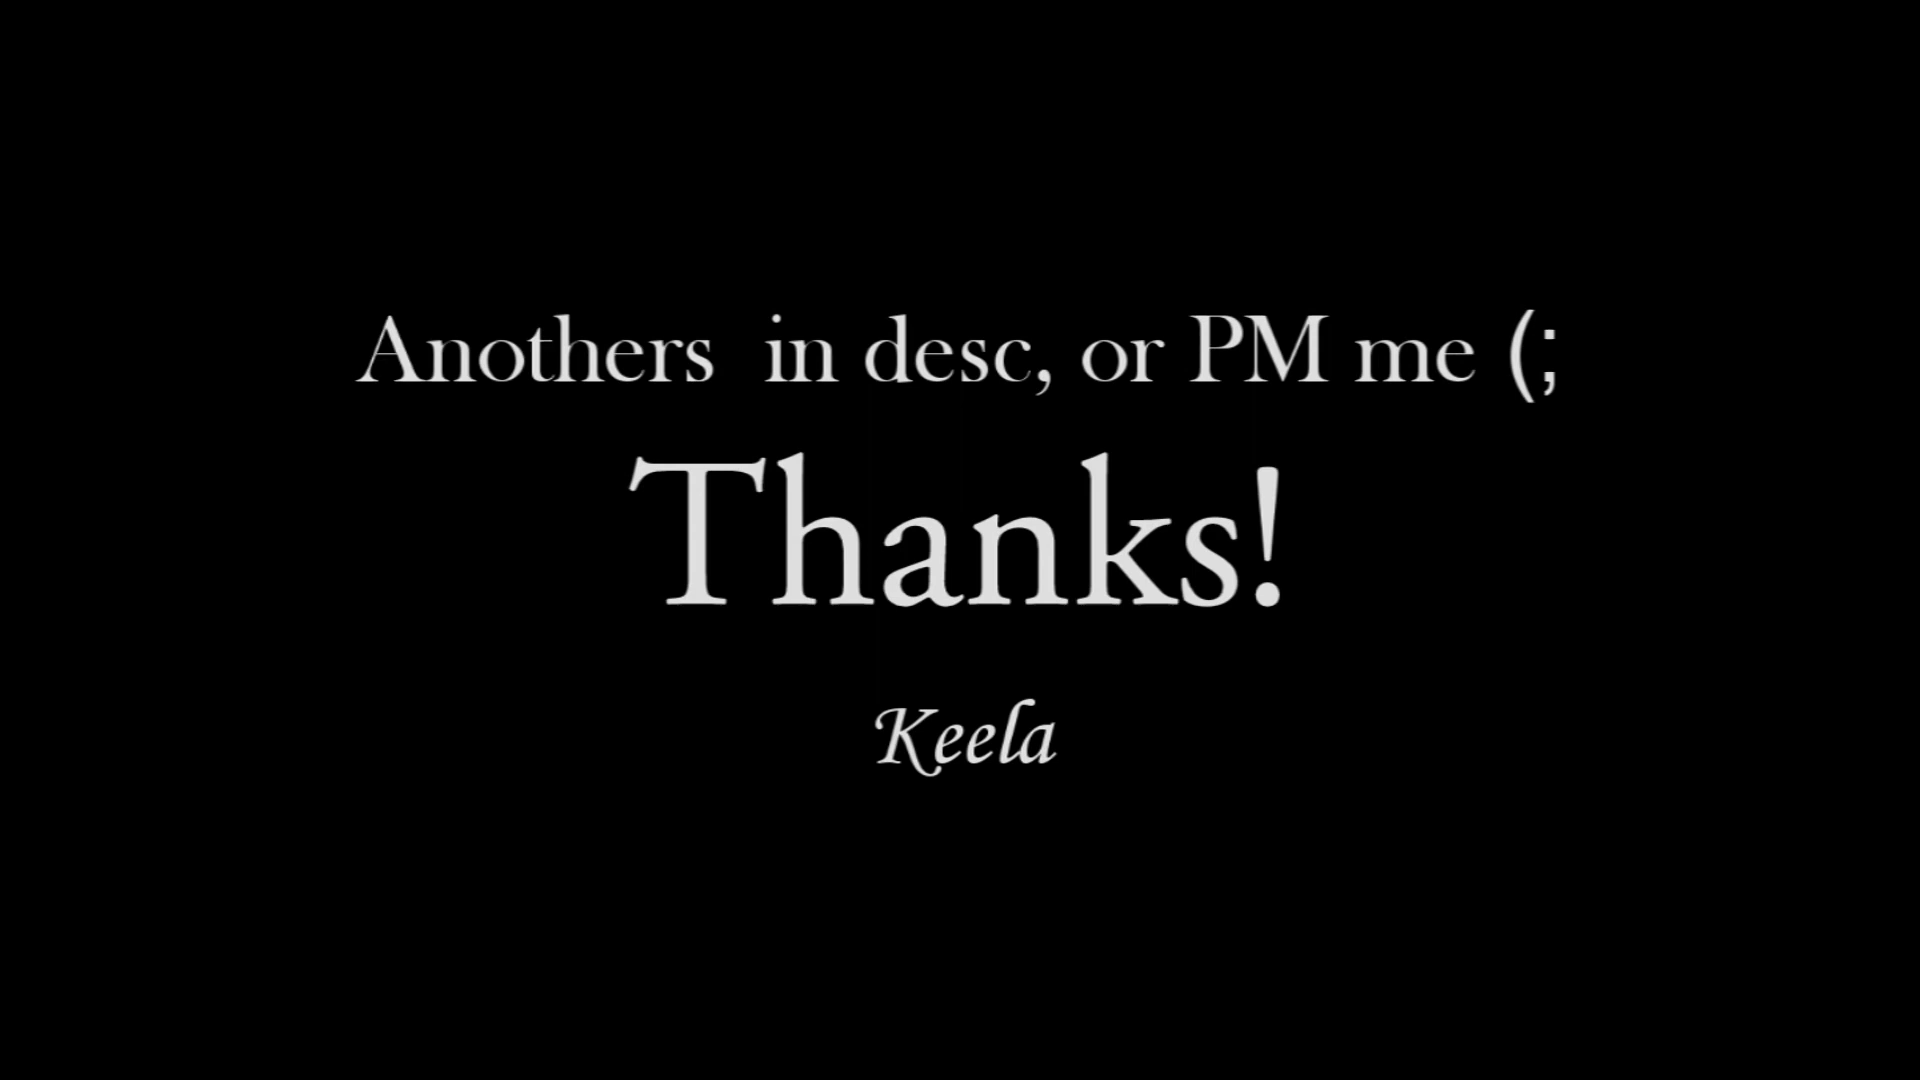 Anothers  in desc, or PM me (;
Thanks!
Keela